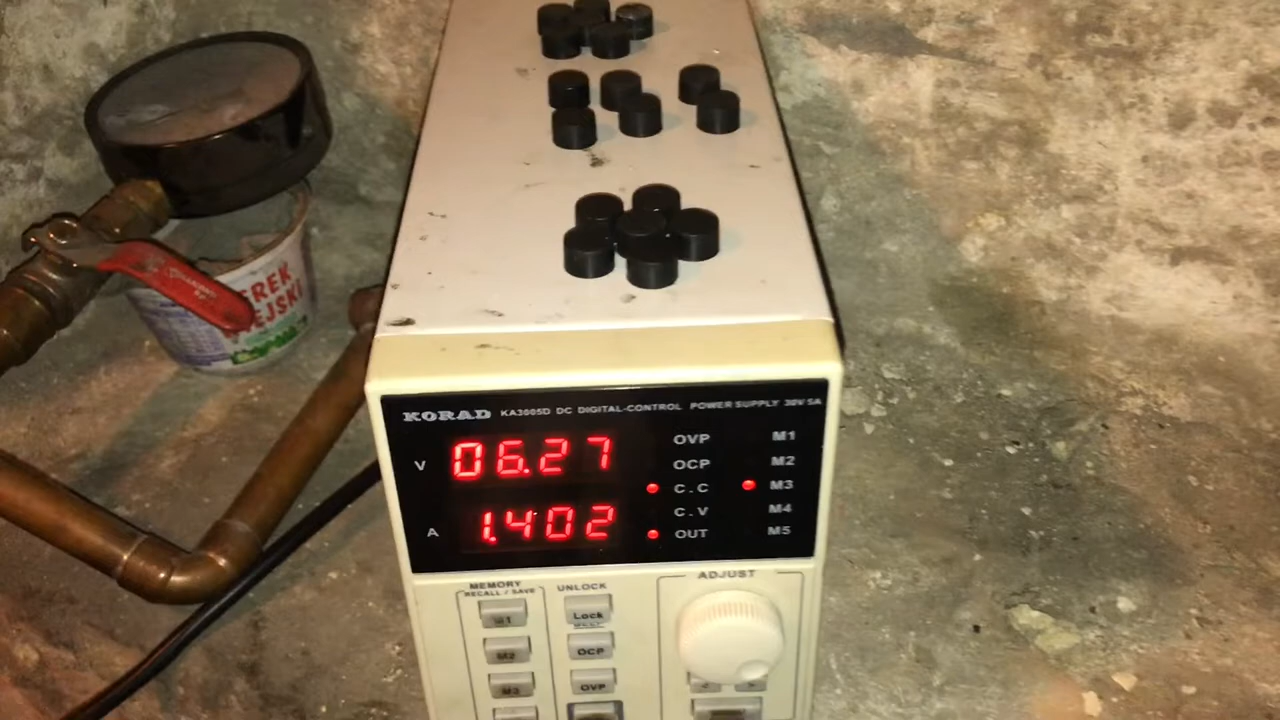 KORAD KA3005D DC DIGITAL-CONTROL POWER SUPPLY 30V 5A
V 06.27
A 1.402
OVP
OCP
C.C
C.V
OUT
M1
M2
M3
M4
M5
MEMORY
RECALL / SAVE
M1
M2
M3
UNLOCK
Lock
OCP
OVP
ADJUST
EREK
EJSKI